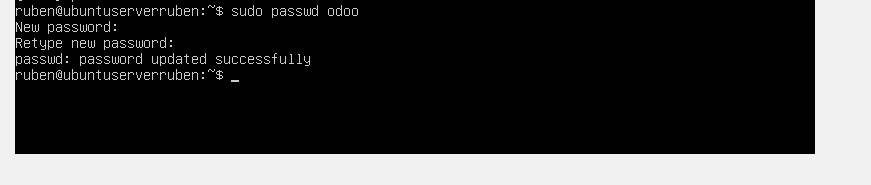 ruben@ubuntuserverruben:~$ sudo passwd odoo
New password:
Retype new password:
passwd: password updated successfully
ruben@ubuntuserverruben:~$ _